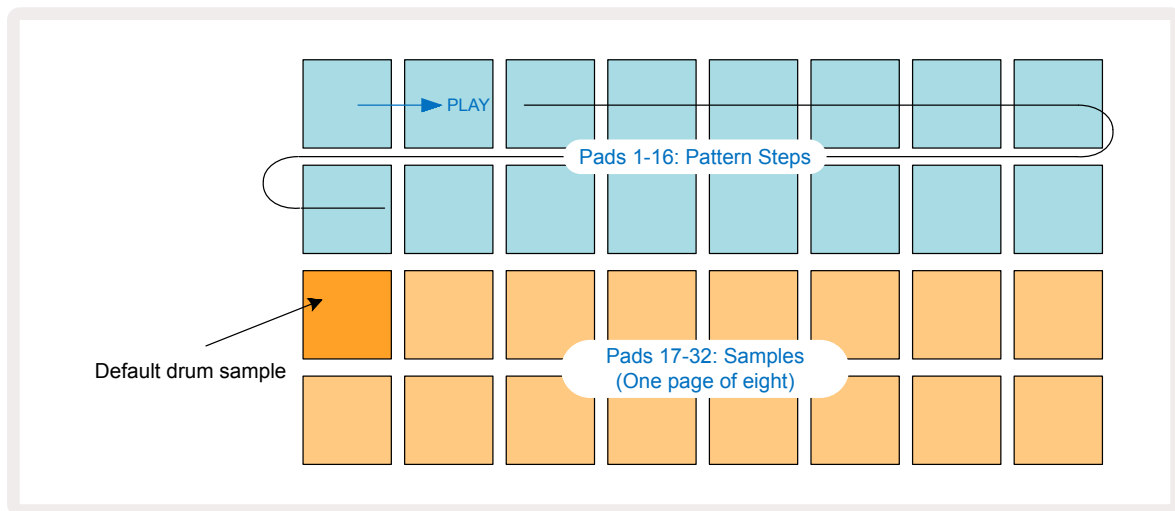 PLAY
Pads 1-16: Pattern Steps
Default drum sample
Pads 17-32: Samples
(One page of eight)